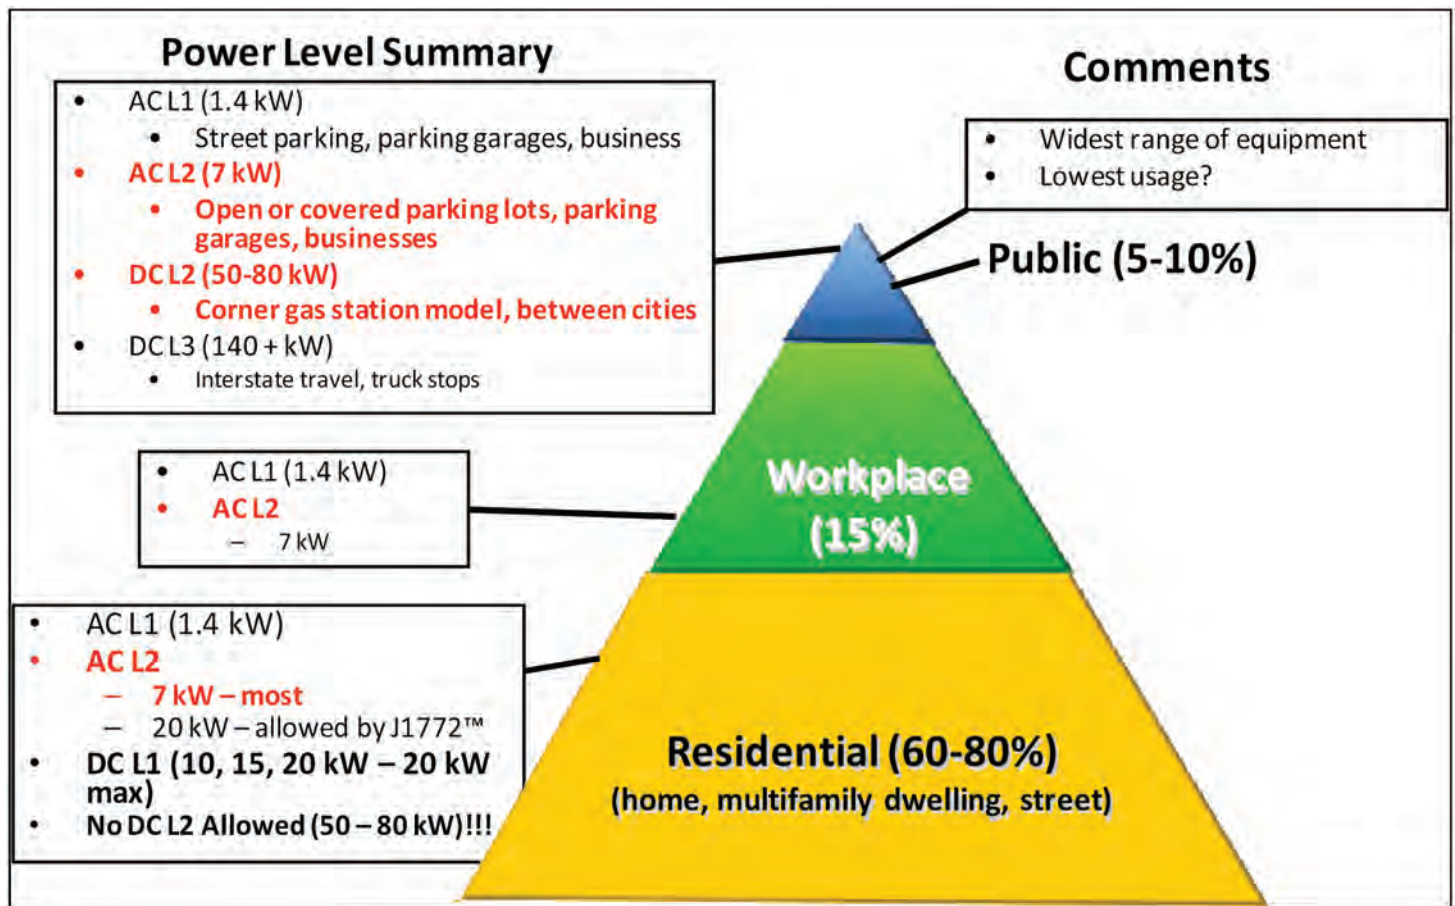 Power Level Summary
• AC L1 (1.4 kW)
• Street parking, parking garages, business
• AC L2 (7 kW)
• Open or covered parking lots, parking
garages, businesses
• DC L2 (50-80 kW)
• Corner gas station model, between cities
• DC L3 (140 + kW)
• Interstate travel, truck stops
Comments
• Widest range of equipment
• Lowest usage?
Public (5-10%)
• AC L1 (1.4 kW)
• AC L2
– 7 kW
Workplace
(15%)
• AC L1 (1.4 kW)
• AC L2
– 7 kW – most
– 20 kW – allowed by J1772™
• DC L1 (10, 15, 20 kW – 20 kW
max)
• No DC L2 Allowed (50 – 80 kW)!!!
Residential (60-80%)
(home, multifamily dwelling, street)